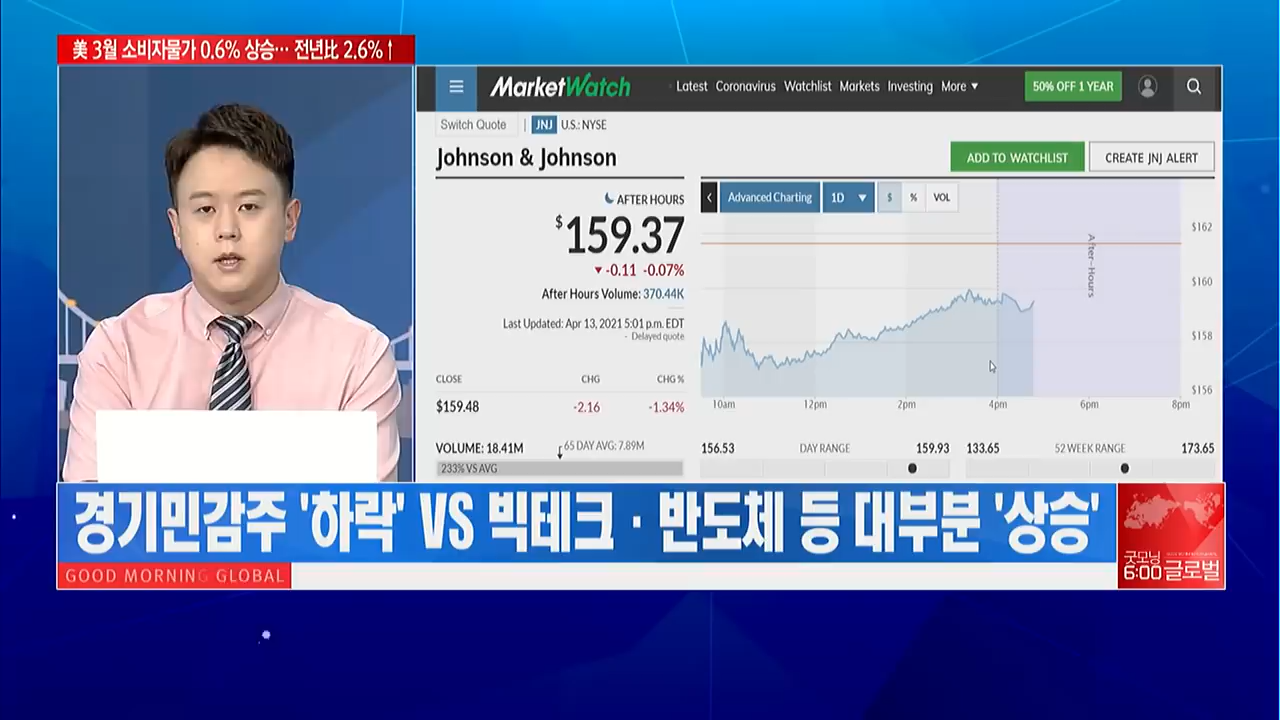 美 3월 소비자물가 0.6% 상승… 전년比 2.6%↑
MarketWatch
Latest Coronavirus Watchlist Markets Investing More ▼
50% OFF 1 YEAR
Switch Quote | JNJ U.S.: NYSE
Johnson & Johnson
ADD TO WATCHLIST
CREATE JNJ ALERT
AFTER HOURS
$159.37
▼ -0.11 -0.07%
After Hours Volume: 370.44K
Last Updated: Apr 13, 2021 5:01 p.m. EDT
- Delayed quote
CLOSE CHG CHG %
$159.48 -2.16 -1.34%
VOLUME: 18.41M
65 DAY AVG: 7.89M
233% VS AVG
Advanced Charting 1D ▼ $ % VOL
After-Hours
$162
$160
$158
$156
10am 12pm 2pm 4pm 6pm 8pm
156.53 DAY RANGE 159.93
133.65 52 WEEK RANGE 173.65
경기민감주 '하락' VS 빅테크·반도체 등 대부분 '상승'
GOOD MORNING GLOBAL
굿모닝
6:00 글로벌